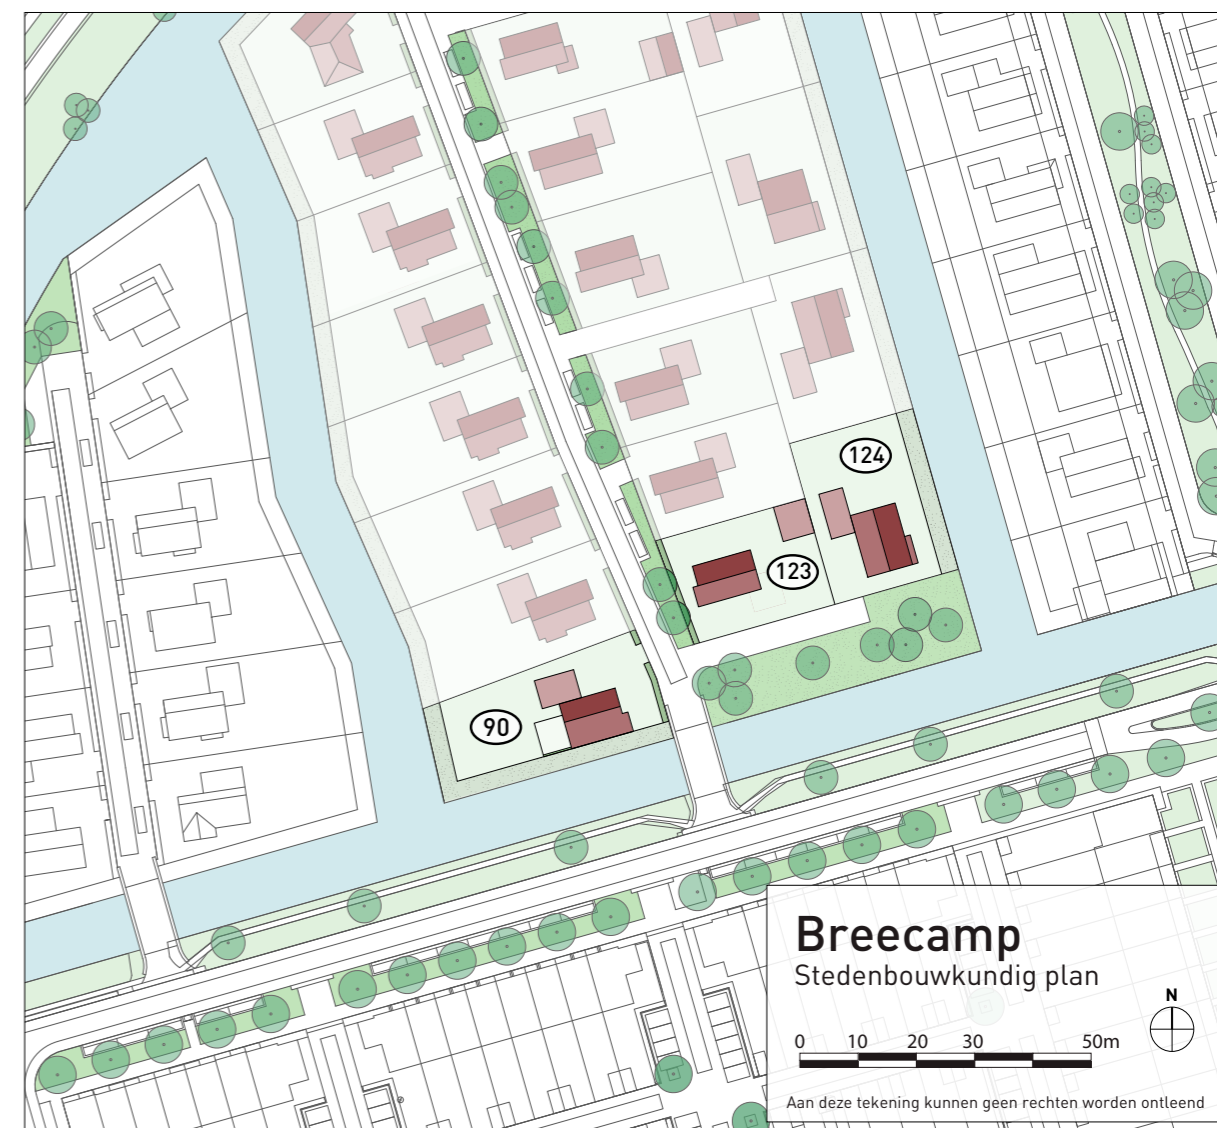 124
123
90
Breecamp
Stedenbouwkundig plan
N
0 10 20 30 50m
Aan deze tekening kunnen geen rechten worden ontleend